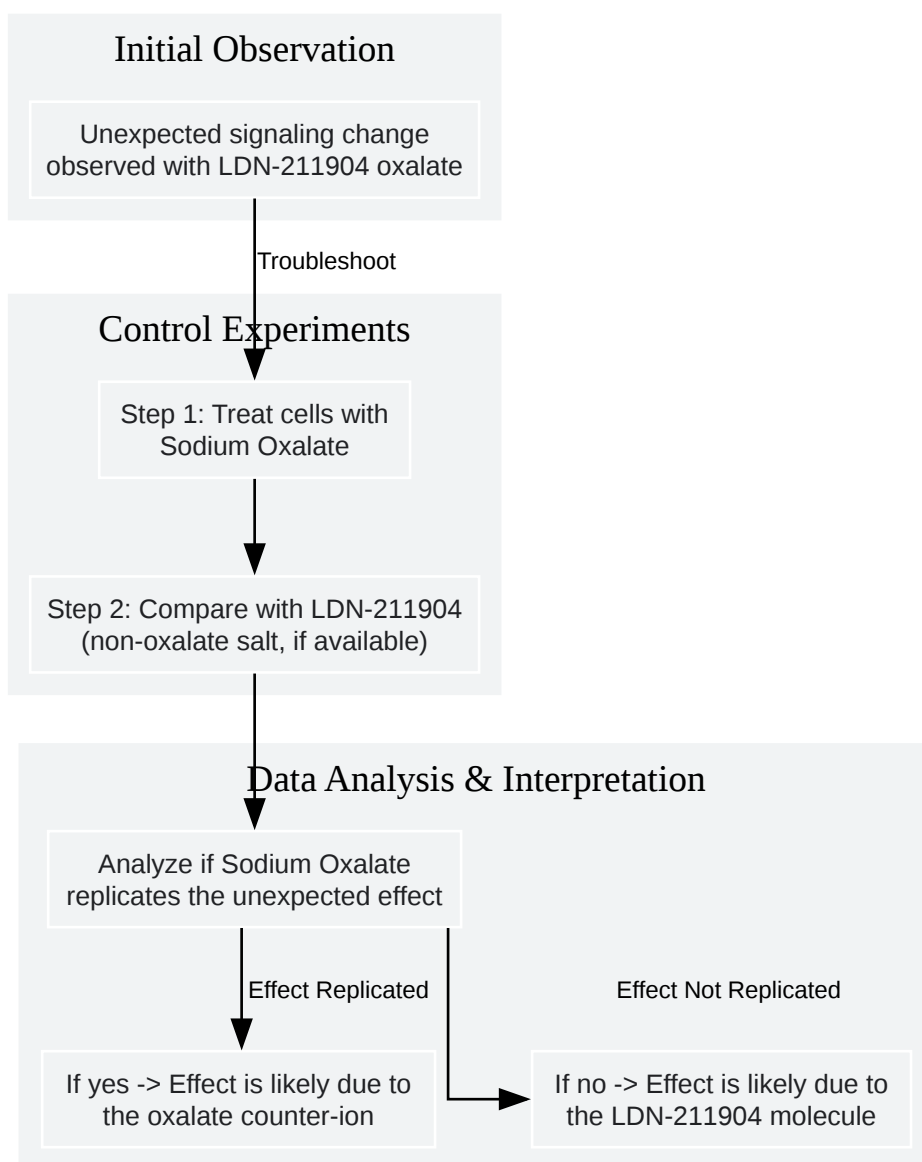 Initial Observation
Unexpected signaling change
observed with LDN-211904 oxalate
Troubleshoot
Control Experiments
Step 1: Treat cells with
Sodium Oxalate
Step 2: Compare with LDN-211904
(non-oxalate salt, if available)
Data Analysis & Interpretation
Analyze if Sodium Oxalate
replicates the unexpected effect
Effect Replicated
Effect Not Replicated
If yes -> Effect is likely due to
the oxalate counter-ion
If no -> Effect is likely due to
the LDN-211904 molecule